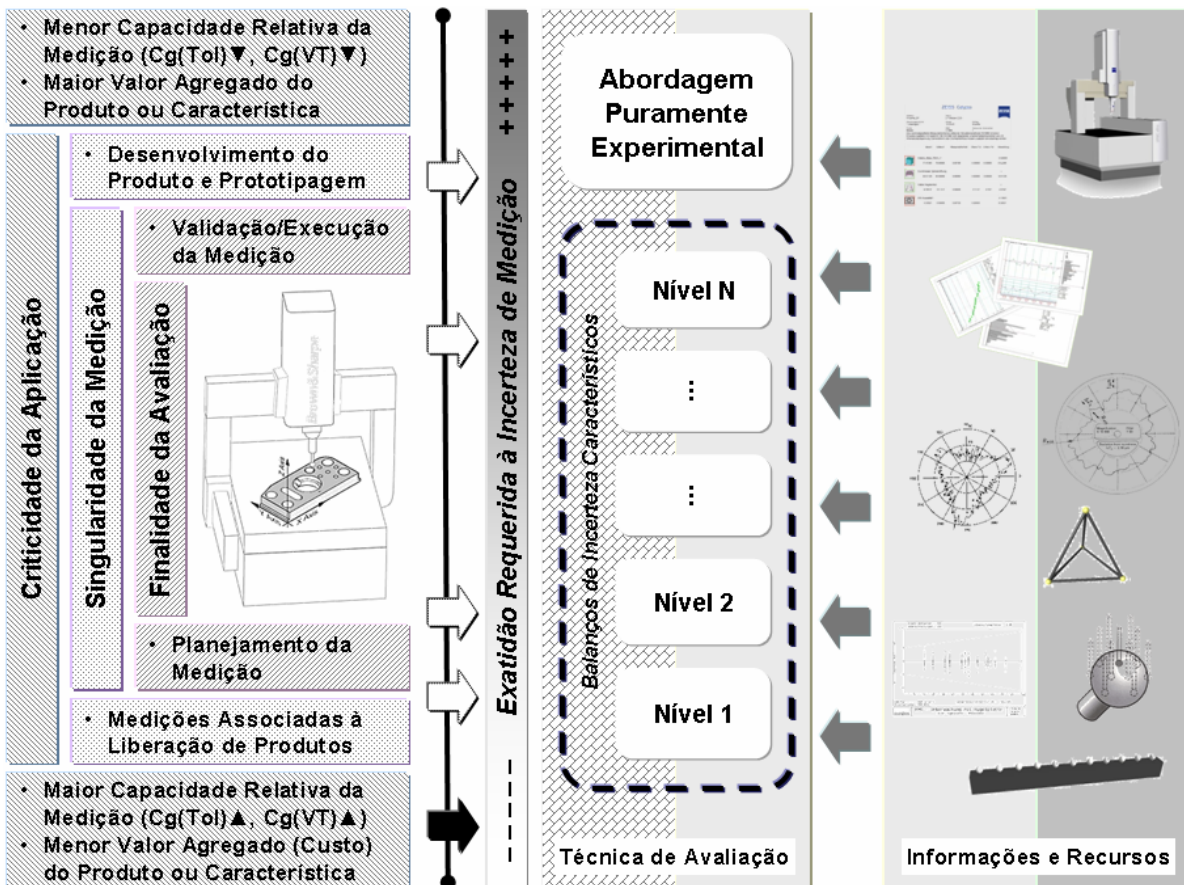 • Menor Capacidade Relativa da
Medição (Cg(Tol)▼, Cg(VT)▼)
• Maior Valor Agregado do
Produto ou Característica
Criticidade da Aplicação
Singularidade da Medição
Finalidade da Avaliação
• Desenvolvimento do
Produto e Prototipagem
• Validação/Execução
da Medição
Brown&Sharpe
X Axis
• Planejamento da
Medição
• Medições Associadas à
Liberação de Produtos
• Maior Capacidade Relativa da
Medição (Cg(Tol)▲, Cg(VT)▲)
• Menor Valor Agregado (Custo)
do Produto ou Característica
Exatidão Requerida à Incerteza de Medição
+ + + + +
– – – – –
Abordagem
Puramente
Experimental
Balanços de Incerteza Característicos
Nível N
...
...
Nível 2
Nível 1
Técnica de Avaliação
Informações e Recursos